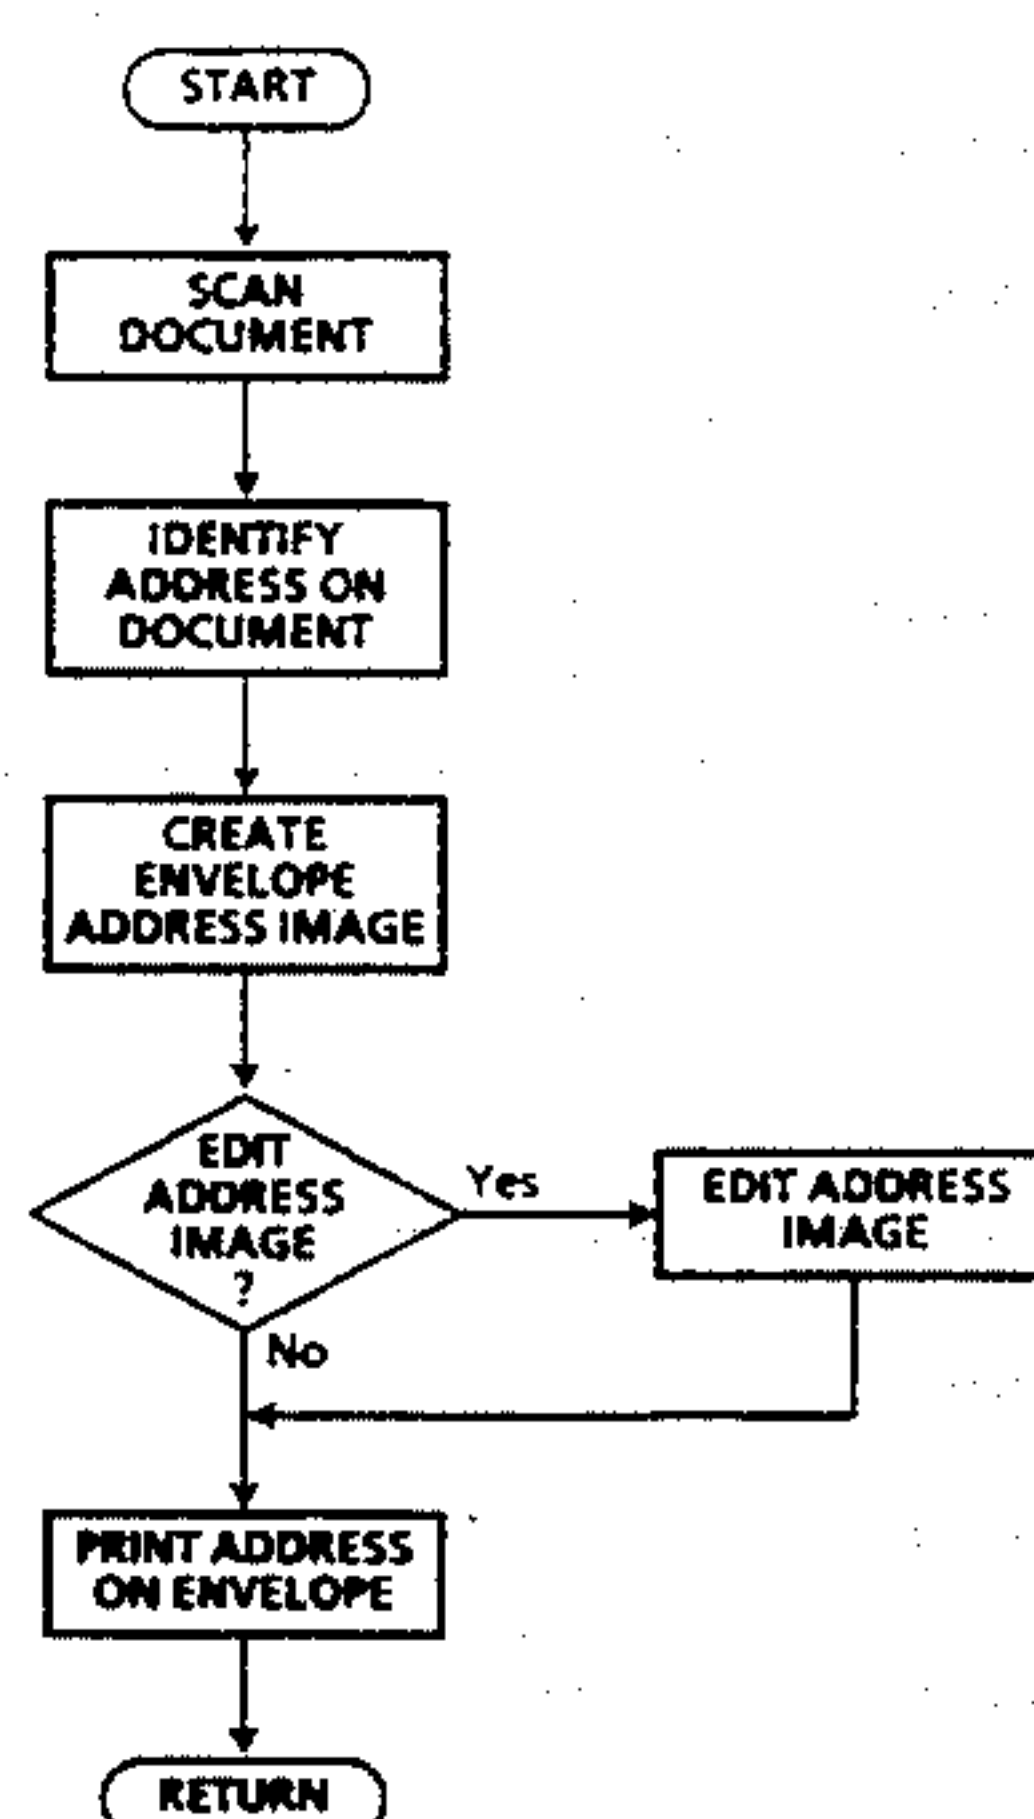 START
SCAN
DOCUMENT
IDENTIFY
ADDRESS ON
DOCUMENT
CREATE
ENVELOPE
ADDRESS IMAGE
EDIT
ADDRESS
IMAGE
?
Yes
EDIT ADDRESS
IMAGE
No
PRINT ADDRESS
ON ENVELOPE
RETURN